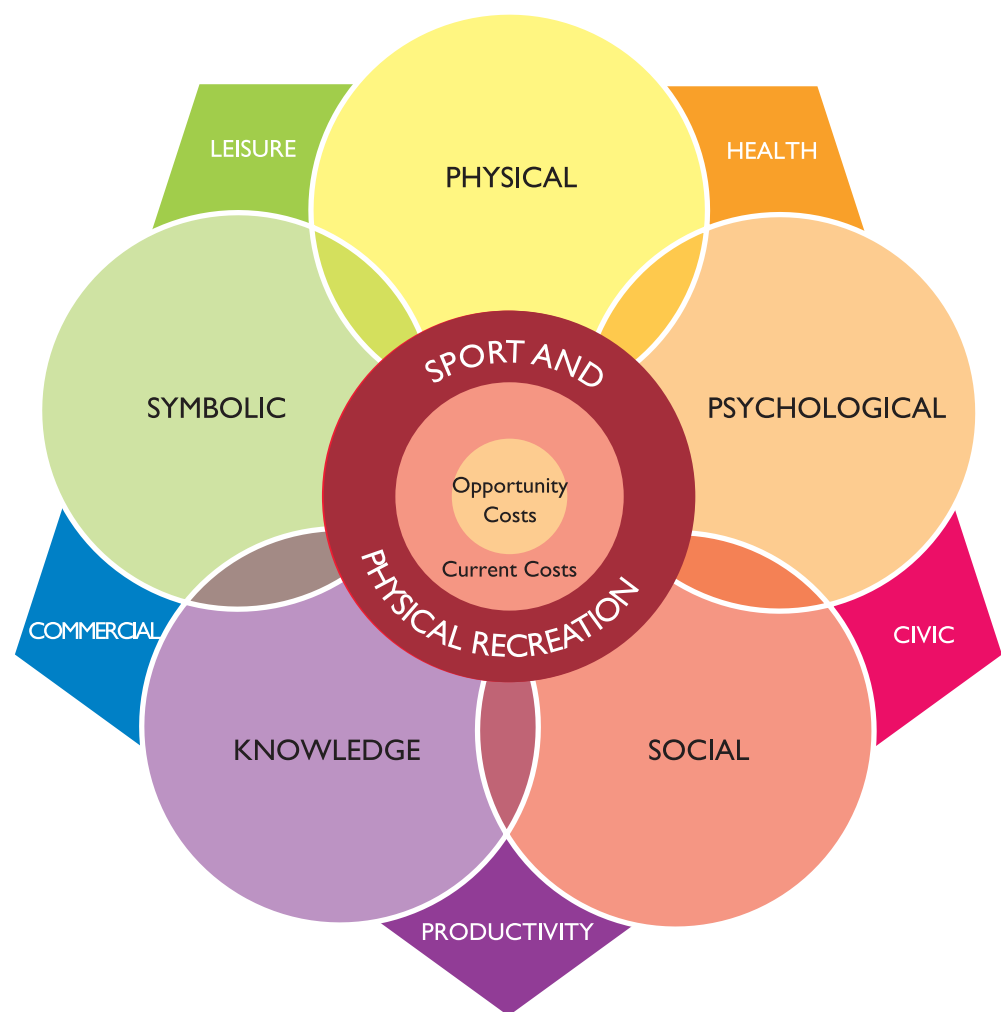 LEISURE
HEALTH
PHYSICAL
SYMBOLIC
PSYCHOLOGICAL
SPORT AND
Opportunity
Costs
Current Costs
PHYSICAL RECREATION
COMMERCIAL
CIVIC
KNOWLEDGE
SOCIAL
PRODUCTIVITY